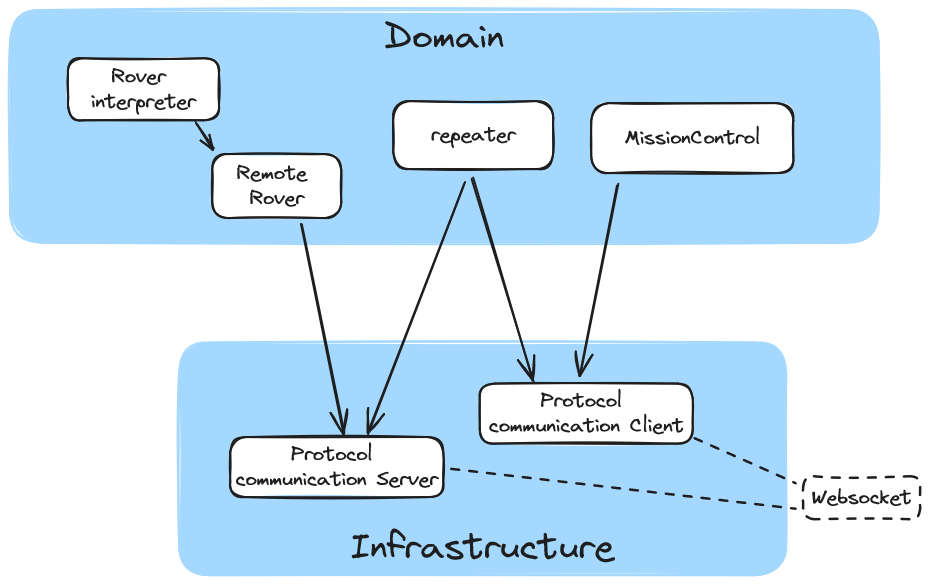 Domain
Rover
interpreter
repeater
MissionControl
Remote
Rover
Protocol
communication Client
Protocol
communication Server
Websocket
Infrastructure